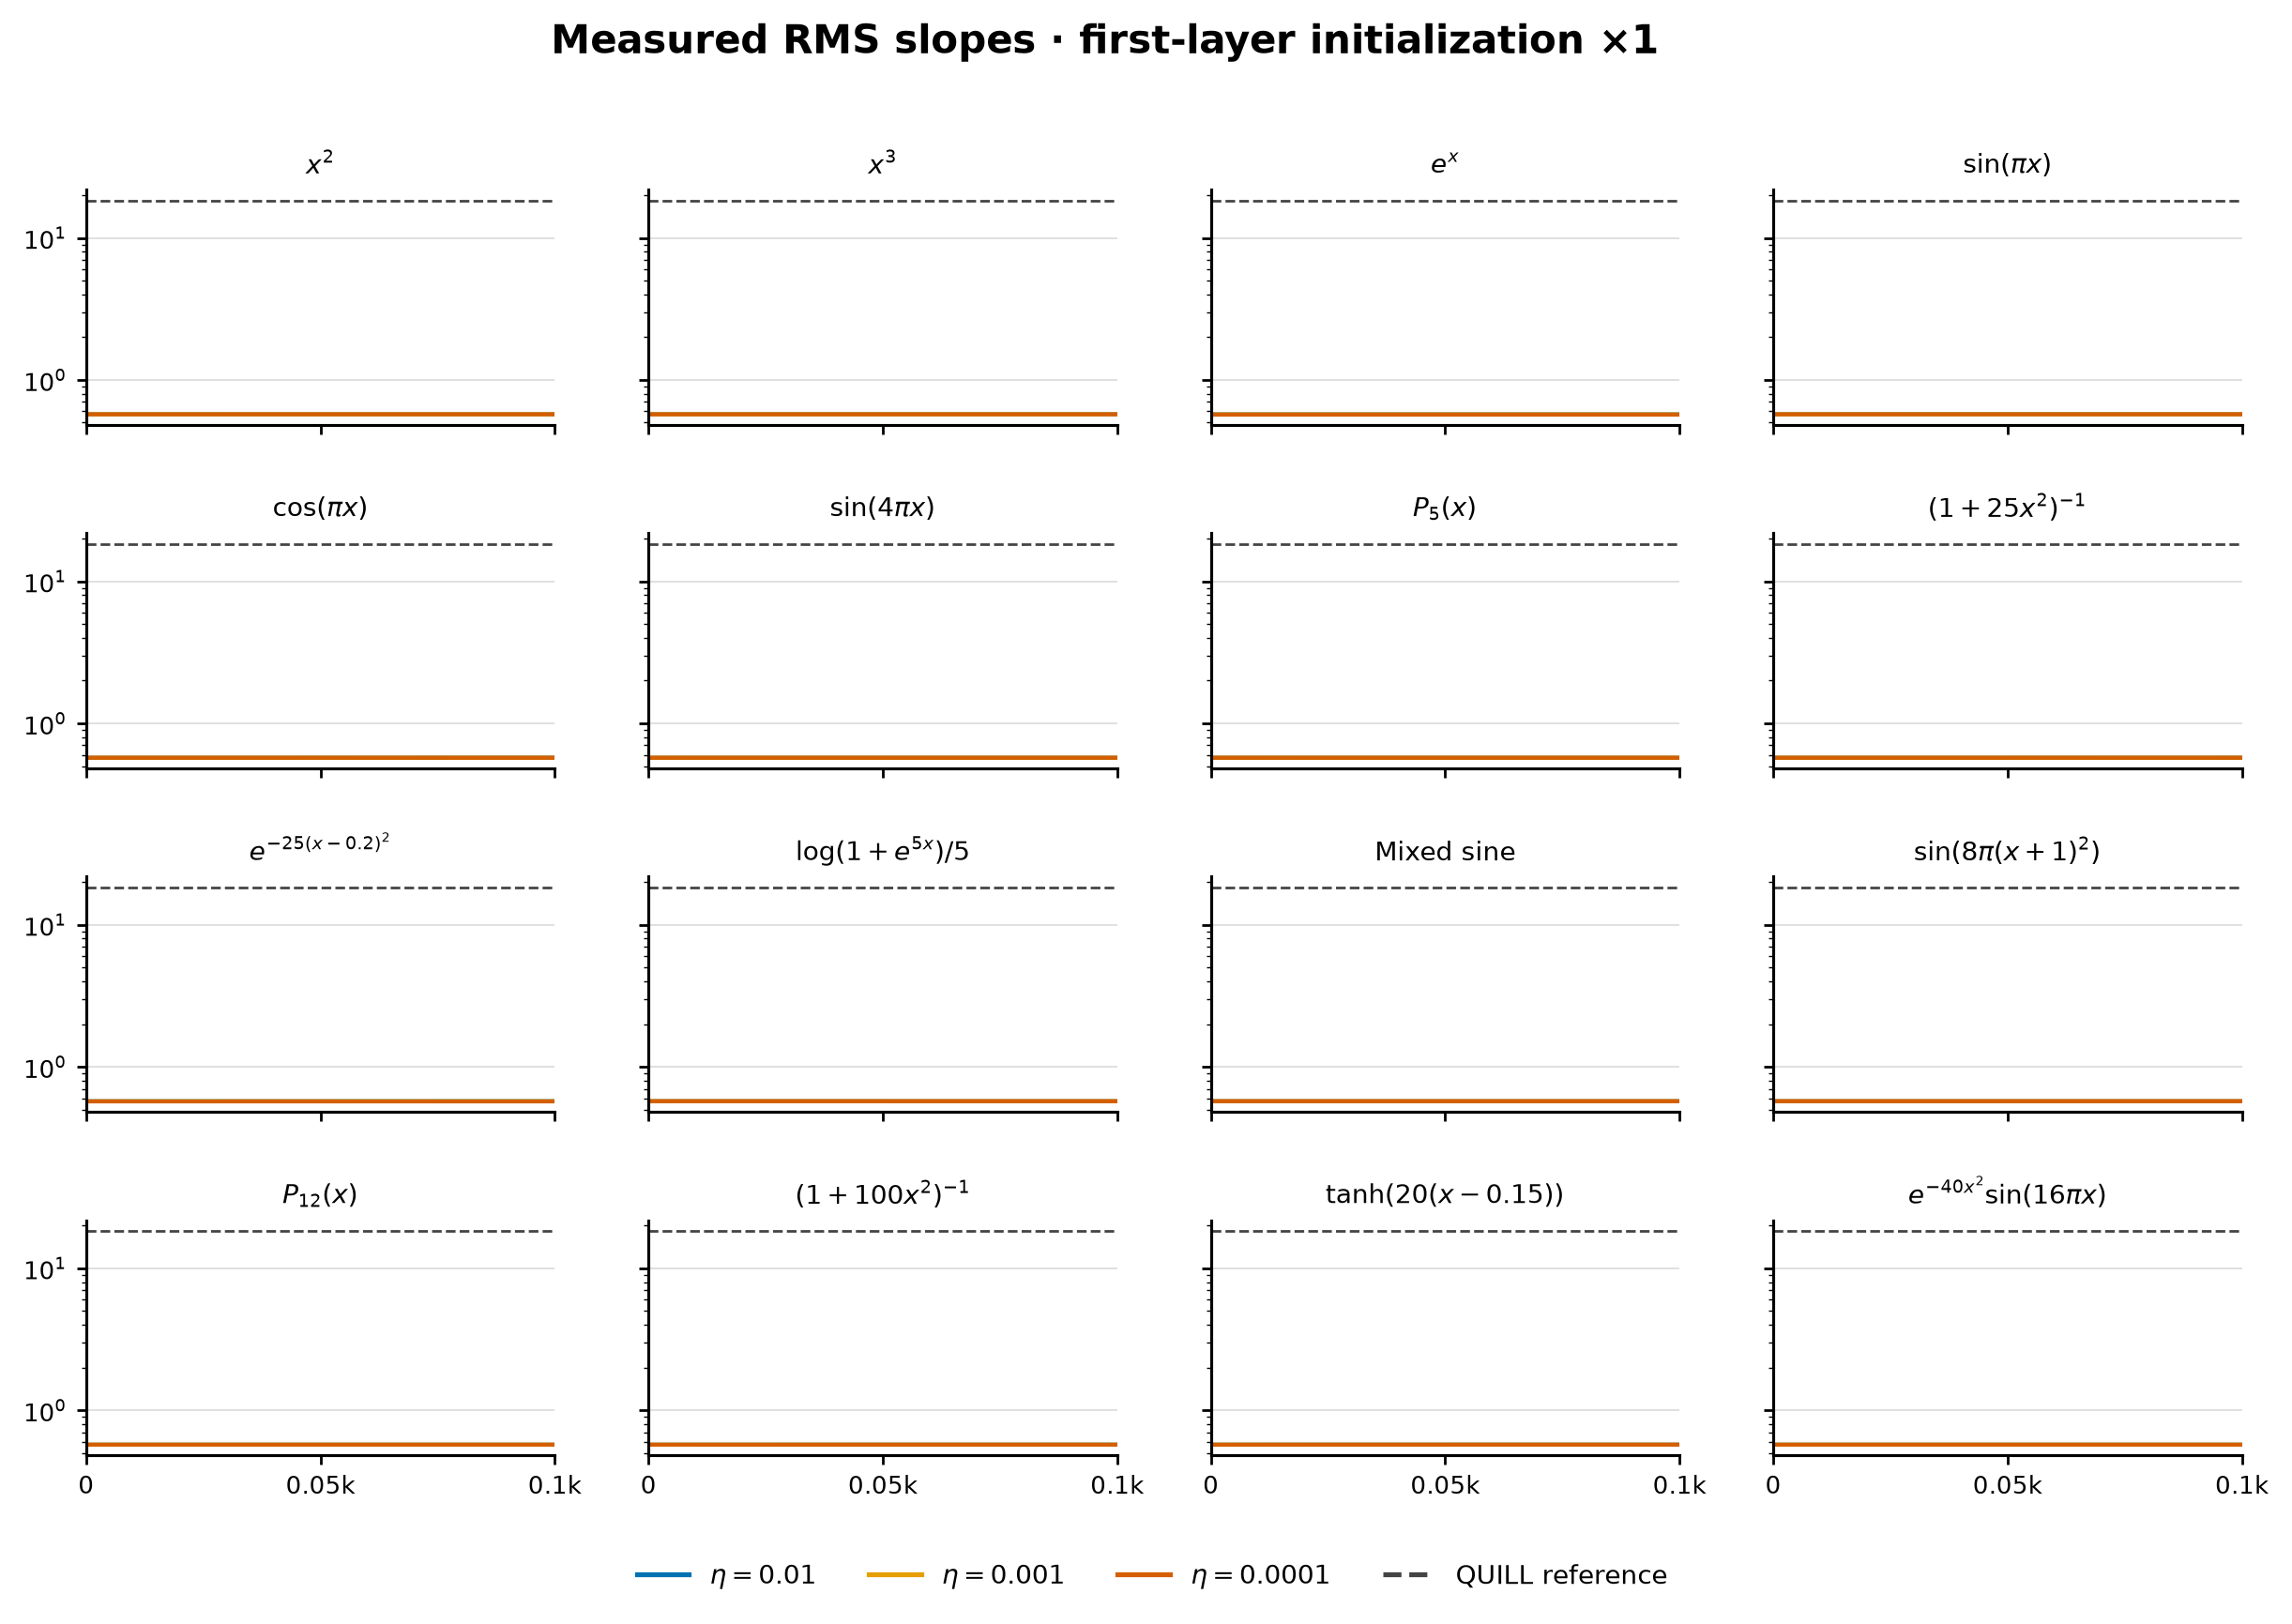 Measured RMS slopes · first-layer initialization ×1
x² x³ eˣ sin(πx)
10¹
10⁰
cos(πx) sin(4πx) P₅(x) (1 + 25x²)⁻¹
10¹
10⁰
e^{−25(x − 0.2)²} log(1 + e^{5x})/5 Mixed sine sin(8π(x + 1)²)
10¹
10⁰
P₁₂(x) (1 + 100x²)⁻¹ tanh(20(x − 0.15)) e^{−40x²} sin(16πx)
10¹
10⁰
0 0.05k 0.1k 0 0.05k 0.1k 0 0.05k 0.1k 0 0.05k 0.1k
η = 0.01 η = 0.001 η = 0.0001 QUILL reference